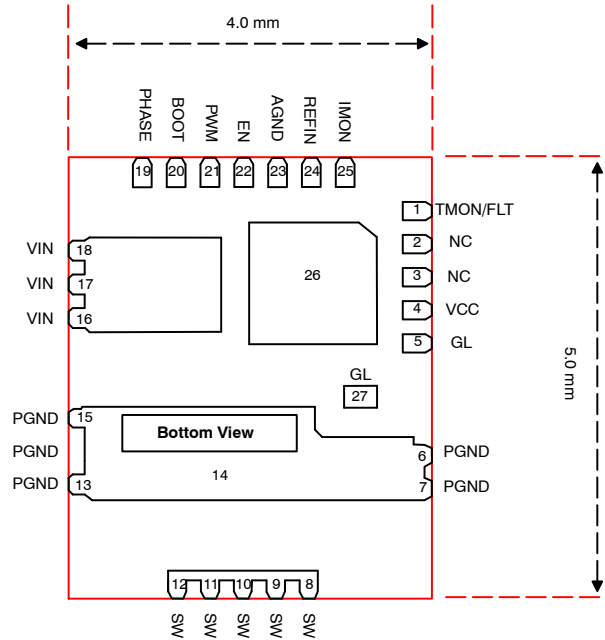 4.0 mm
PHASE BOOT PWM EN AGND REFIN IMON
19 20 21 22 23 24 25
1 TMON/FLT
VIN 18
2 NC
26
VIN 17
3 NC
VIN 16
4 VCC
5 GL
5.0 mm
GL
27
PGND 15
Bottom View
PGND
6 PGND
14
PGND 13
7 PGND
12 11 10 9 8
SW SW SW SW SW